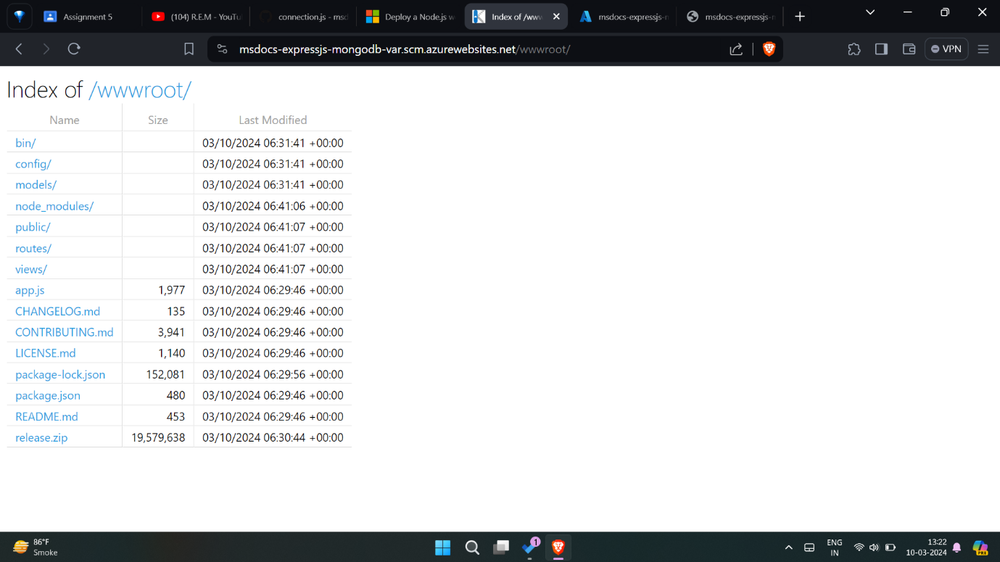 Assignment 5
(104) R.E.M - YouTu
connection.js - msd
Deploy a Node.js w
Index of /www
msdocs-expressjs-
msdocs-expressjs-
msdocs-expressjs-mongodb-var.scm.azurewebsites.net/wwwroot/
VPN
Index of /wwwroot/
Name Size Last Modified
bin/ 03/10/2024 06:31:41 +00:00
config/ 03/10/2024 06:31:41 +00:00
models/ 03/10/2024 06:31:41 +00:00
node_modules/ 03/10/2024 06:41:06 +00:00
public/ 03/10/2024 06:41:07 +00:00
routes/ 03/10/2024 06:41:07 +00:00
views/ 03/10/2024 06:41:07 +00:00
app.js 1,977 03/10/2024 06:29:46 +00:00
CHANGELOG.md 135 03/10/2024 06:29:46 +00:00
CONTRIBUTING.md 3,941 03/10/2024 06:29:46 +00:00
LICENSE.md 1,140 03/10/2024 06:29:46 +00:00
package-lock.json 152,081 03/10/2024 06:29:56 +00:00
package.json 480 03/10/2024 06:29:46 +00:00
README.md 453 03/10/2024 06:29:46 +00:00
release.zip 19,579,638 03/10/2024 06:30:44 +00:00
86°F
Smoke
1
ENG
IN
13:22
10-03-2024
PRE